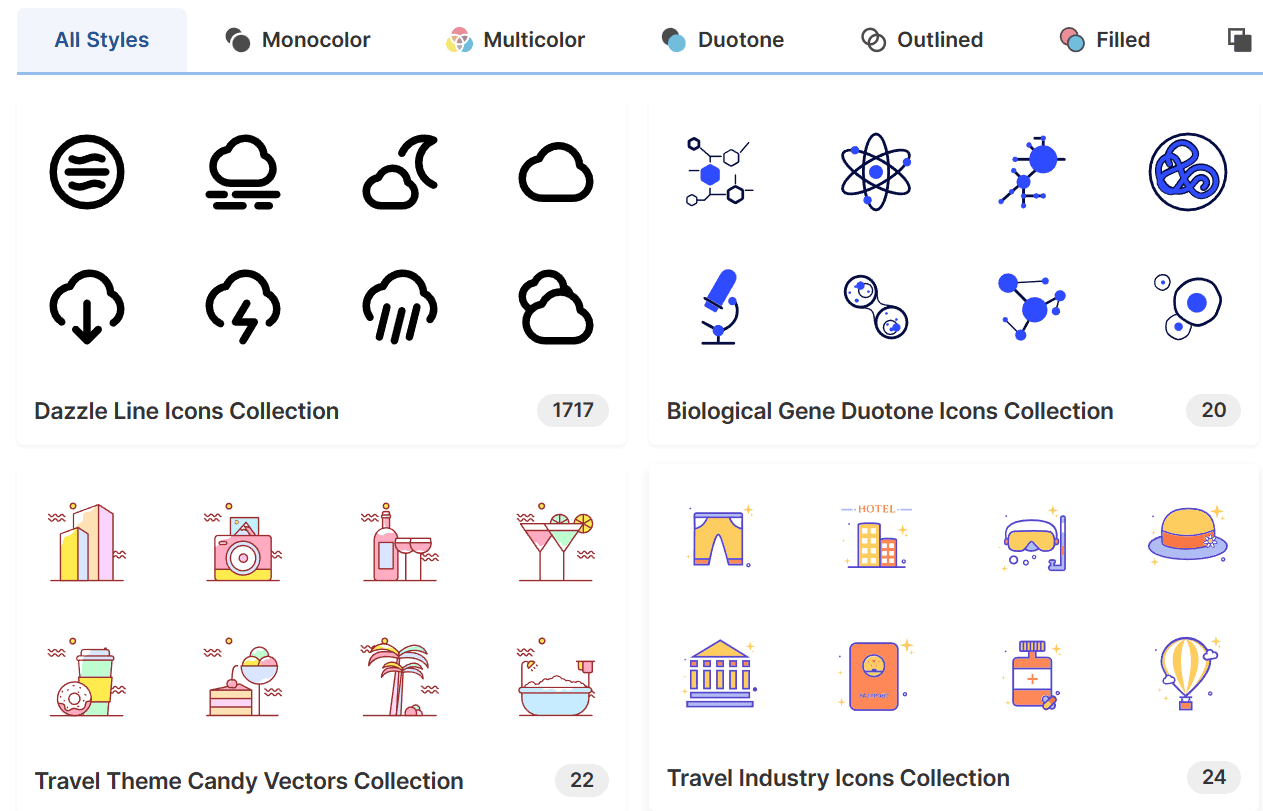 All Styles
Monocolor
Multicolor
Duotone
Outlined
Filled
Dazzle Line Icons Collection
1717
Biological Gene Duotone Icons Collection
20
HOTEL
Travel Theme Candy Vectors Collection
22
Travel Industry Icons Collection
24